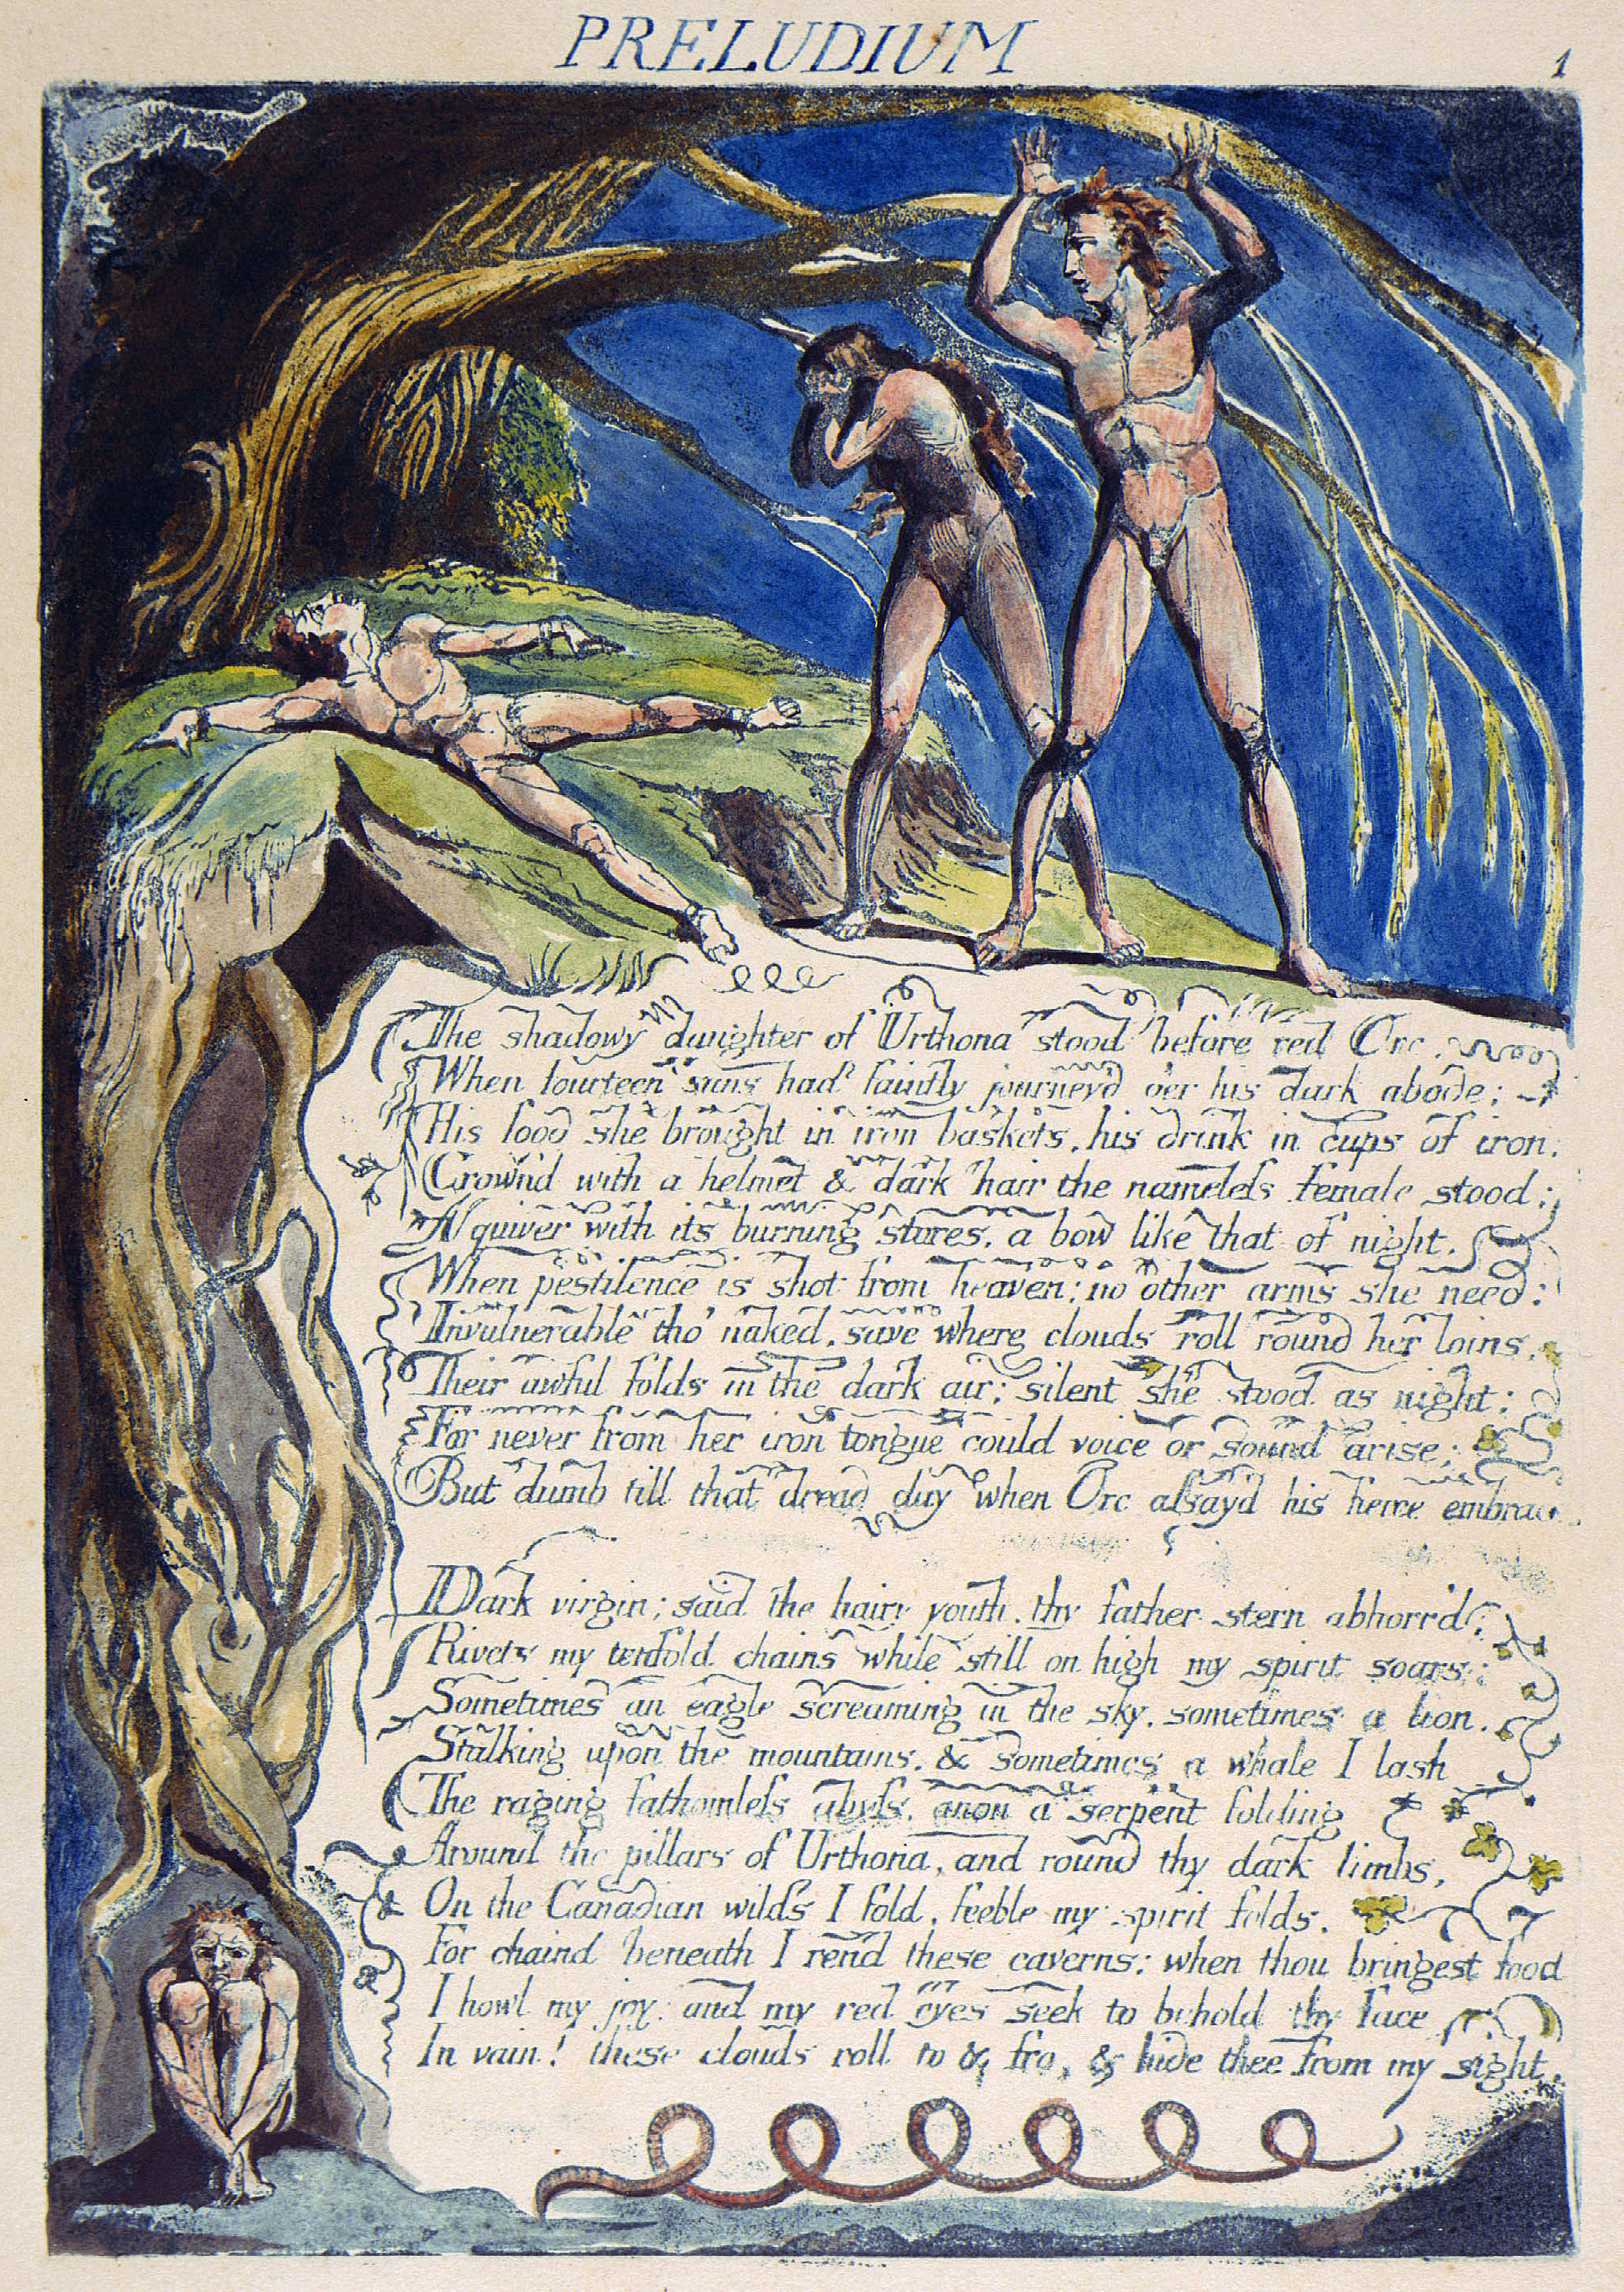 PRELUDIUM
1
The shadowy daughter of Urthona stood before red Orc.
When fourteen suns had faintly journey'd o'er his dark abode;
His food she brought in iron baskets, his drink in cups of iron;
Crown'd with a helmet & dark hair the nameleſs female stood;
A quiver with its burning stores, a bow like that of night,
When pestilence is shot from heaven; no other arms she need:
Invulnerable tho' naked, save where clouds roll round her loins,
Their awful folds in the dark air; silent she stood as night;
For never from her iron tongue could voice or sound arise;
But dumb till that dread day when Orc aſsay'd his fierce embrace.
Dark virgin; said the hairy youth, thy father stern abhorr'd;
Rivets my tenfold chains while still on high my spirit soars;
Sometimes an eagle screaming in the sky, sometimes a lion,
Stalking upon the mountains, & sometimes a whale I lash
The raging fathomleſs abyſs, anon a serpent folding
Around the pillars of Urthona, and round thy dark limbs,
On the Canadian wilds I fold, feeble my spirit folds.
For chaind beneath I rend these caverns; when thou bringest food
I howl my joy: and my red eyes seek to behold thy face
In vain! these clouds roll to & fro, & hide thee from my sight.